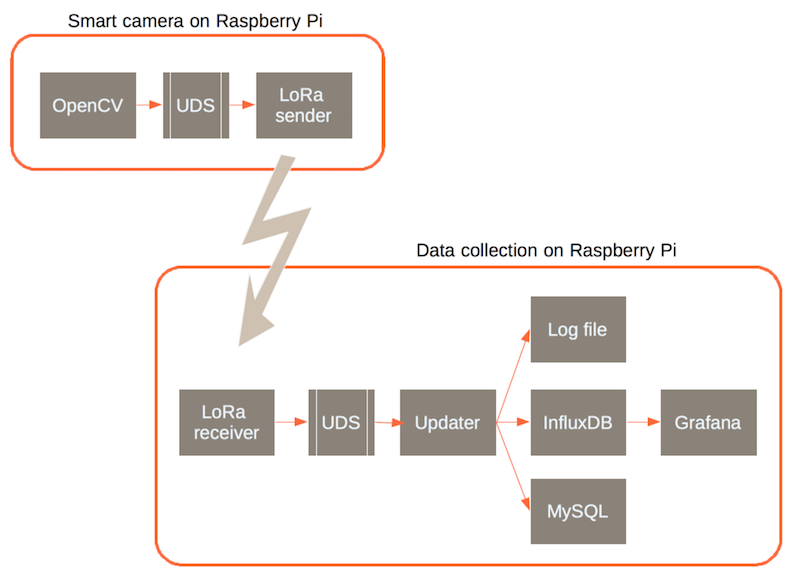 Smart camera on Raspberry Pi
OpenCV
UDS
LoRa
sender
Data collection on Raspberry Pi
Log file
LoRa
receiver
UDS
Updater
InfluxDB
Grafana
MySQL